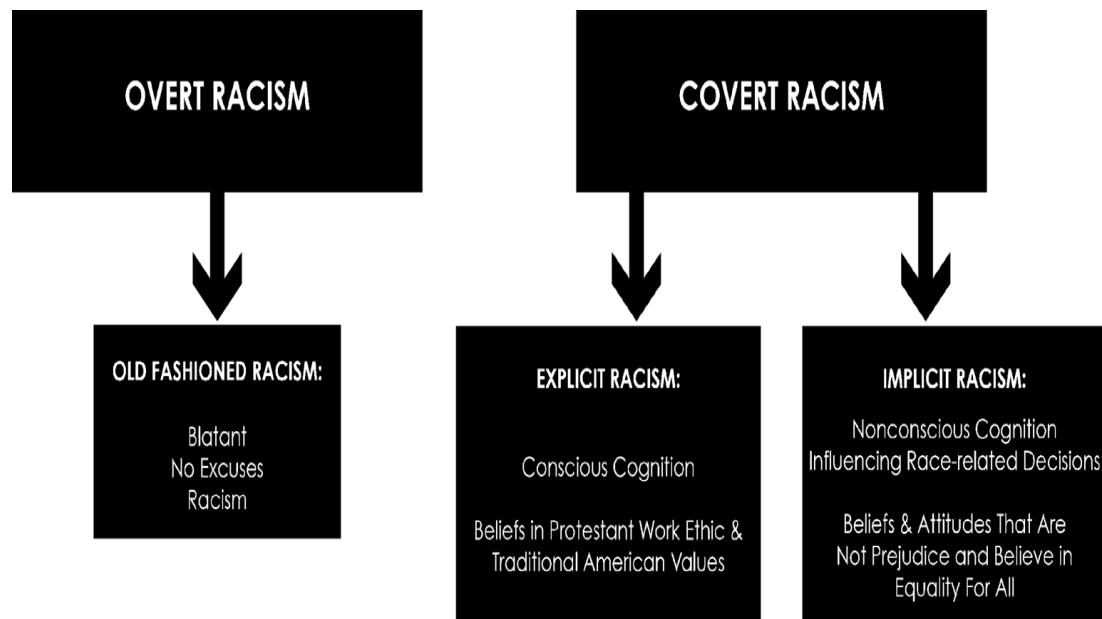 OVERT RACISM
COVERT RACISM
OLD FASHIONED RACISM:
Blatant
No Excuses
Racism
EXPLICIT RACISM:
Conscious Cognition
Beliefs in Protestant Work Ethic &
Traditional American Values
IMPLICIT RACISM:
Nonconscious Cognition
Influencing Race-related Decisions
Beliefs & Attitudes That Are
Not Prejudice and Believe in
Equality For All